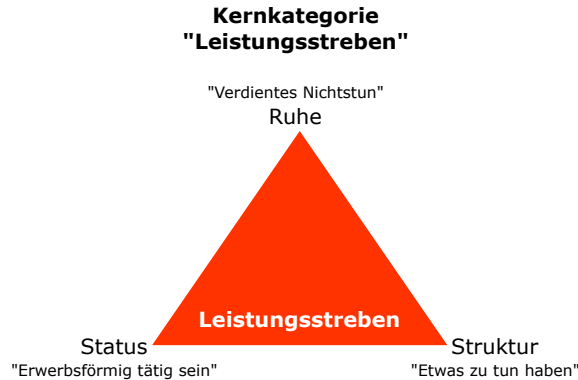 Kernkategorie
"Leistungsstreben"
"Verdientes Nichtstun"
Ruhe
Leistungsstreben
Status
Struktur
"Erwerbsförmig tätig sein"
"Etwas zu tun haben"